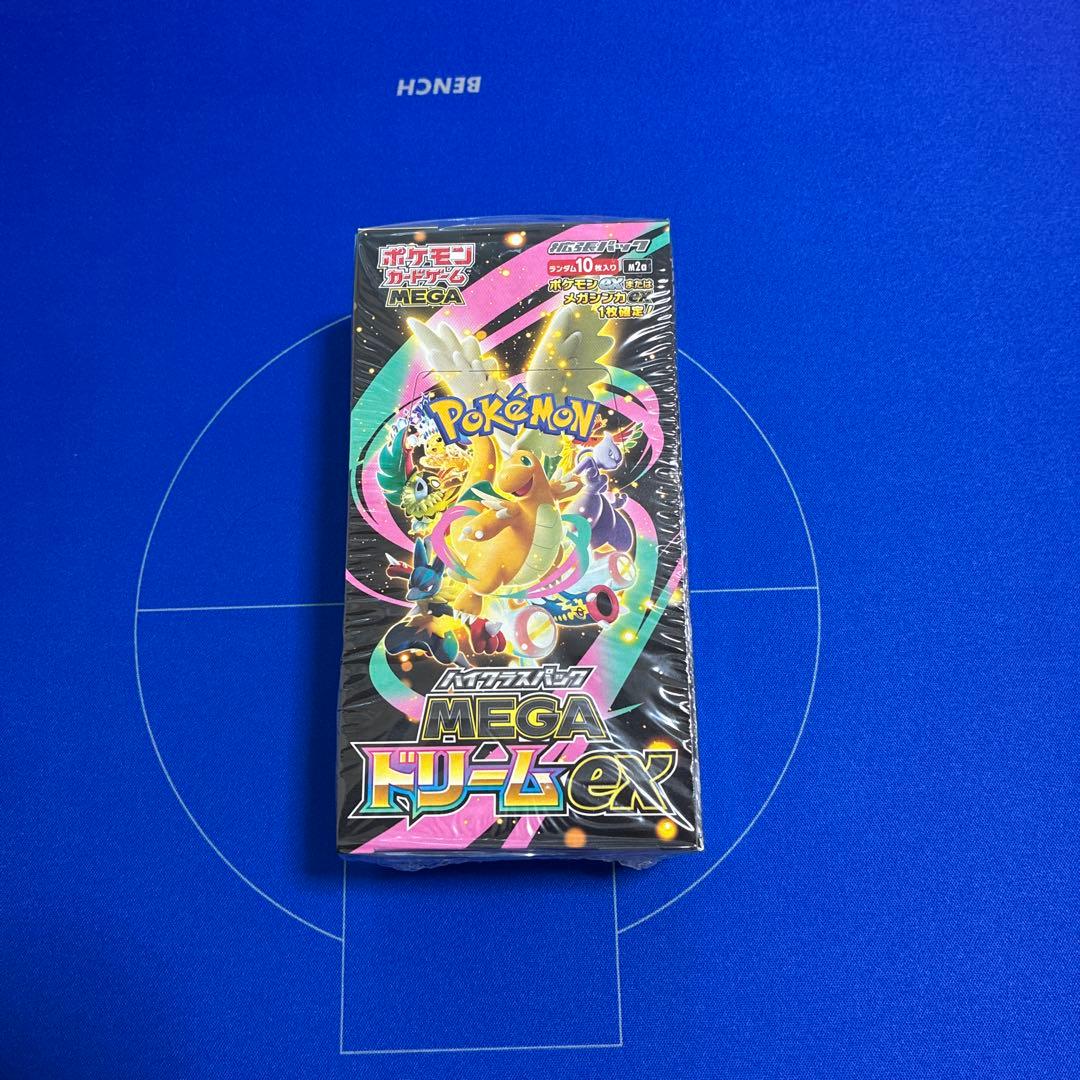 BENCH
ポケモン
カードゲーム
MEGA
拡張パック
ランダム10枚入り M2a
ポケモンexまたは
メガシンカex
1枚確定!
POKéMON
ハイクラスパック
MEGA
ドリームex